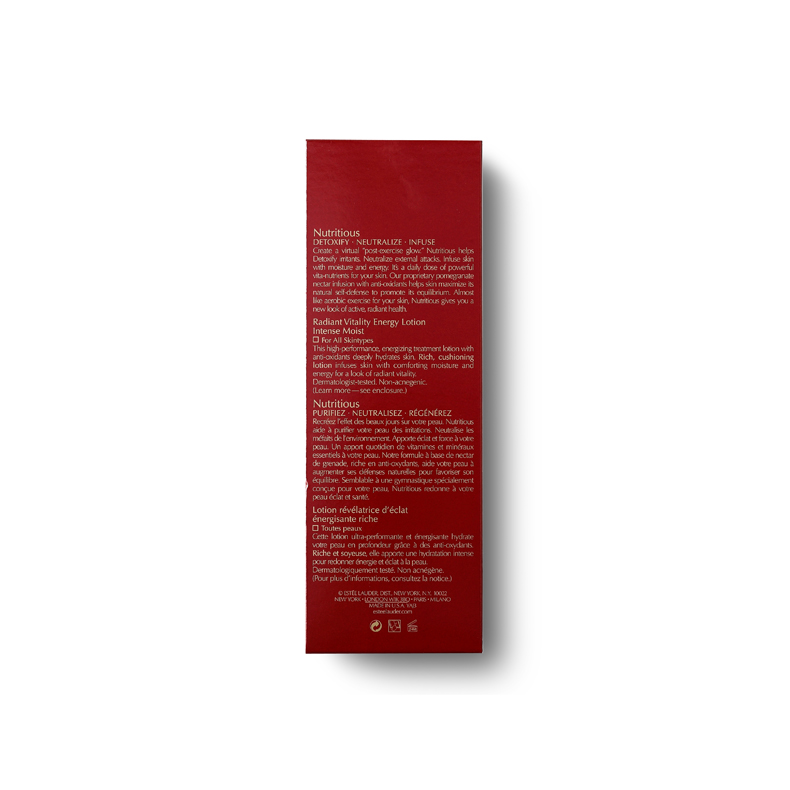 Nutritious
DETOXIFY · NEUTRALIZE · INFUSE
Create a virtual “post-exercise glow.” Nutritious helps
Detoxify irritants. Neutralize external attacks. Infuse skin
with moisture and energy. It's a daily dose of powerful
vita-nutrients for your skin. Our proprietary pomegranate
nectar infusion with anti-oxidants helps skin maximize its
natural self-defense to promote its equilibrium. Almost
like aerobic exercise for your skin, Nutritious gives you a
new look of active, radiant health.
Radiant Vitality Energy Lotion
Intense Moist
☐ For All Skintypes
This high-performance, energizing treatment lotion with
anti-oxidants deeply hydrates skin. Rich, cushioning
lotion infuses skin with comforting moisture and
energy for a look of radiant vitality.
Dermatologist-tested. Non-acnegenic.
(Learn more—see enclosure.)
Nutritious
PURIFIEZ · NEUTRALISEZ · RÉGÉNÉREZ
Recréez l'effet des beaux jours sur votre peau. Nutritious
aide à purifier votre peau des irritations. Neutralise les
méfaits de l'environnement. Apporte éclat et force à votre
peau. Un apport quotidien de vitamines et minéraux
essentiels à votre peau. Notre formule à base de nectar
de grenade, riche en anti-oxydants, aide votre peau à
augmenter ses défenses naturelles pour favoriser son
équilibre. Semblable à une gymnastique spécialement
conçue pour votre peau, Nutritious redonne à votre
peau éclat et santé.
Lotion révélatrice d'éclat
énergisante riche
☐ Toutes peaux
Cette lotion ultra-performante et énergisante hydrate
votre peau en profondeur grâce à des anti-oxydants.
Riche et soyeuse, elle apporte une hydratation intense
pour redonner énergie et éclat à la peau.
Dermatologiquement testé. Non acnégène.
(Pour plus d'informations, consultez la notice.)
© ESTÉE LAUDER, DIST. NEW YORK, N.Y. 10022
NEW YORK · LONDON W1K 3BQ · PARIS · MILANO
MADE IN U.S.A.
esteelauder.com